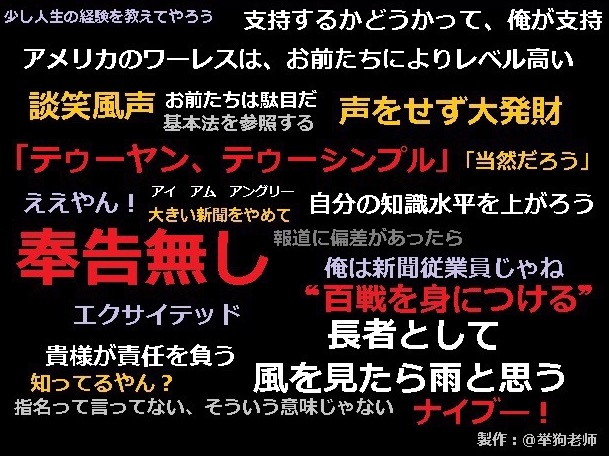 少し人生の経験を教えてやろう
支持するかどうかって、俺が支持
アメリカのワーレスは、お前たちによりレベル高い
談笑風声
お前たちは駄目だ
基本法を参照する
声をせず大発財
「テゥーヤン、テゥーシンプル」
「当然だろう」
ええやん！
アイ アム アングリー
大きい新聞をやめて
自分の知識水平を上がろう
奉告無し
報道に偏差があったら
俺は新聞従業員じゃね
エクサイテッド
“百戦を身につける”
長者として
貴様が責任を負う
知ってるやん？
風を見たら雨と思う
指名って言ってない、そういう意味じゃない
ナイブー！
製作：@举狗老师